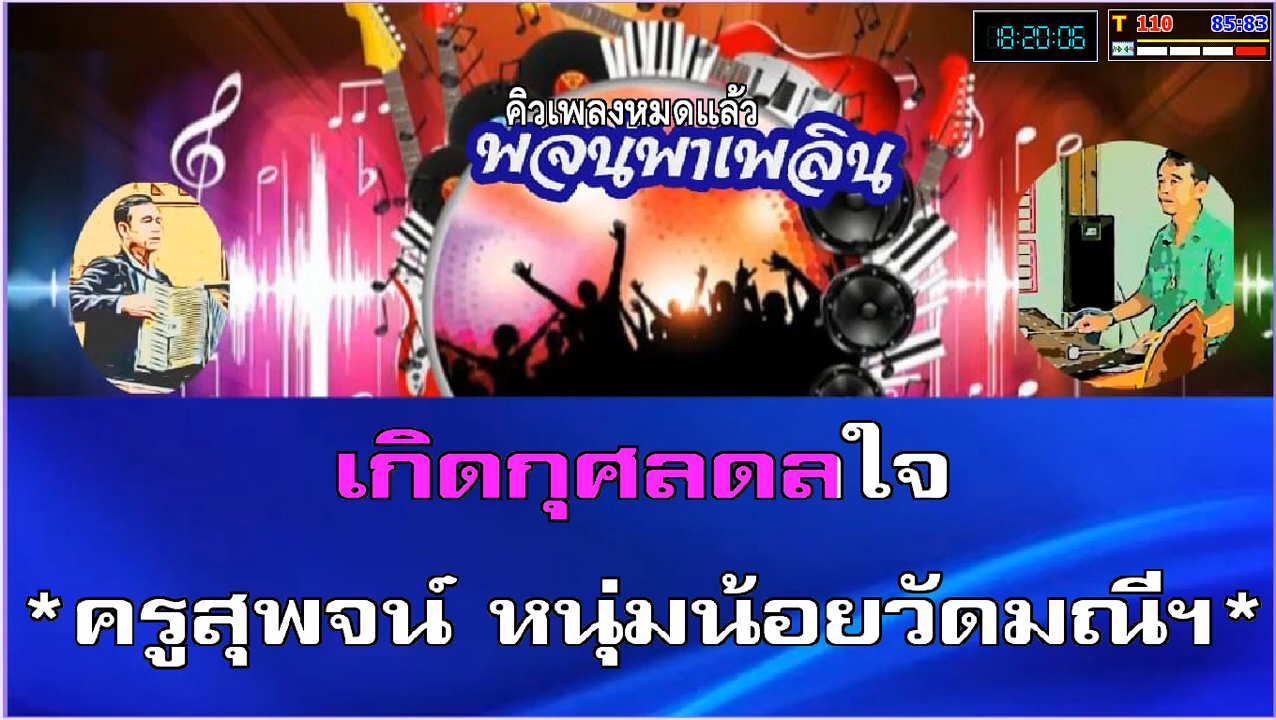 18:20:06
T 110 85:83
คิวเพลงหมดแล้ว
พจน์พาเพลิน
เกิดกุศลดลใจ
*ครูสุพจน์ หนุ่มน้อยวัดมณีฯ*